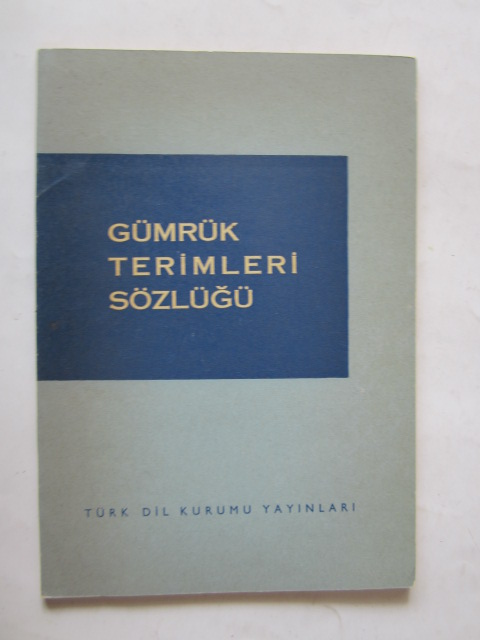 GÜMRÜK
TERİMLERİ
SÖZLÜĞÜ
TÜRK DİL KURUMU YAYINLARI